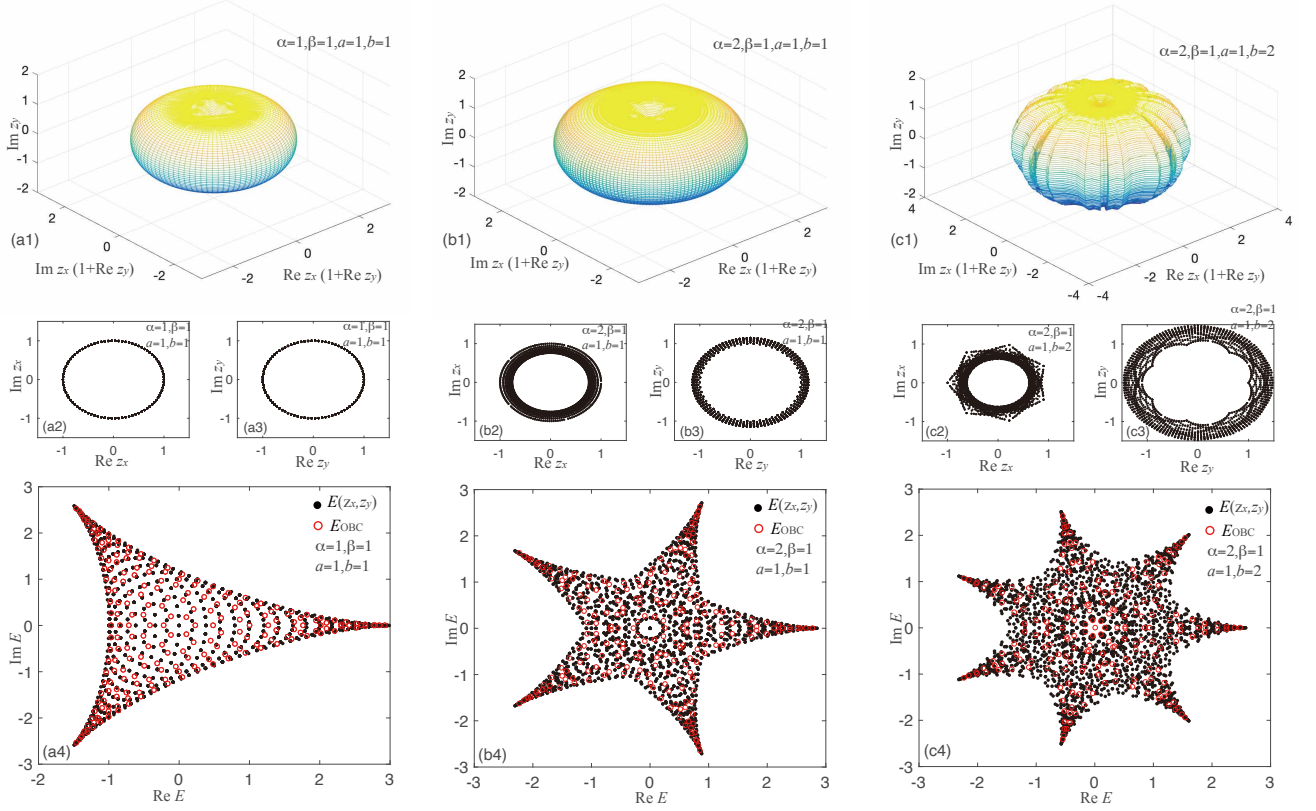 α=1,β=1,a=1,b=1
2
1
0
-1
-2
Im zy
2
0
-2
Im zx (1+Re zy)
-2
0
2
Re zx (1+Re zy)
(a1)
α=2,β=1,a=1,b=1
2
1
0
-1
-2
Im zy
2
0
-2
Im zx (1+Re zy)
-2
0
2
Re zx (1+Re zy)
(b1)
α=2,β=1,a=1,b=2
2
1
0
-1
-2
Im zy
4
2
0
-2
-4
Im zx (1+Re zy)
-4
-2
0
2
4
Re zx (1+Re zy)
(c1)
α=1,β=1
a=1,b=1
1
0
-1
Im zx
(a2)
-1
0
1
Re zx
α=1,β=1
a=1,b=1
1
0
-1
Im zy
(a3)
-1
0
1
Re zy
α=2,β=1
a=1,b=1
1
0
-1
Im zx
(b2)
-1
0
1
Re zx
α=2,β=1
a=1,b=1
1
0
-1
Im zy
(b3)
-1
0
1
Re zy
α=2,β=1
a=1,b=2
1
0
-1
Im zx
(c2)
-1
0
1
Re zx
α=2,β=1
a=1,b=2
1
0
-1
Im zy
(c3)
-1
0
1
Re zy
3
2
1
0
-1
-2
-3
Im E
E(zx,zy)
EOBC
α=1,β=1
a=1,b=1
(a4)
-2
-1
0
1
2
3
Re E
3
2
1
0
-1
-2
-3
Im E
E(zx,zy)
EOBC
α=2,β=1
a=1,b=1
(b4)
-3
-2
-1
0
1
2
3
Re E
3
2
1
0
-1
-2
-3
Im E
E(zx,zy)
EOBC
α=2,β=1
a=1,b=2
(c4)
-3
-2
-1
0
1
2
3
Re E